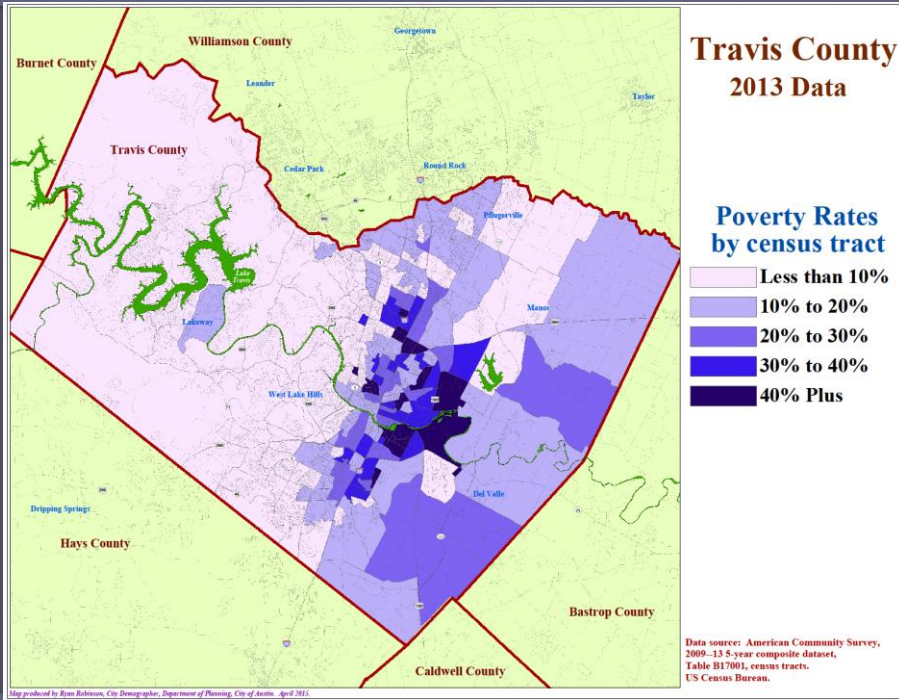 Williamson County
Georgetown
Burnet County
Leander
Taylor
Travis County
Cedar Park
Round Rock
Pflugerville
Lake
Travis
Manor
Lakeway
West Lake Hills
Del Valle
Dripping Springs
Hays County
Bastrop County
Caldwell County
Map produced by Ryan Robinson, City Demographer, Department of Planning, City of Austin. April 2015.
Travis County
2013 Data
Poverty Rates
by census tract
Less than 10%
10% to 20%
20% to 30%
30% to 40%
40% Plus
Data source: American Community Survey,
2009--13 5-year composite dataset,
Table B17001, census tracts.
US Census Bureau.